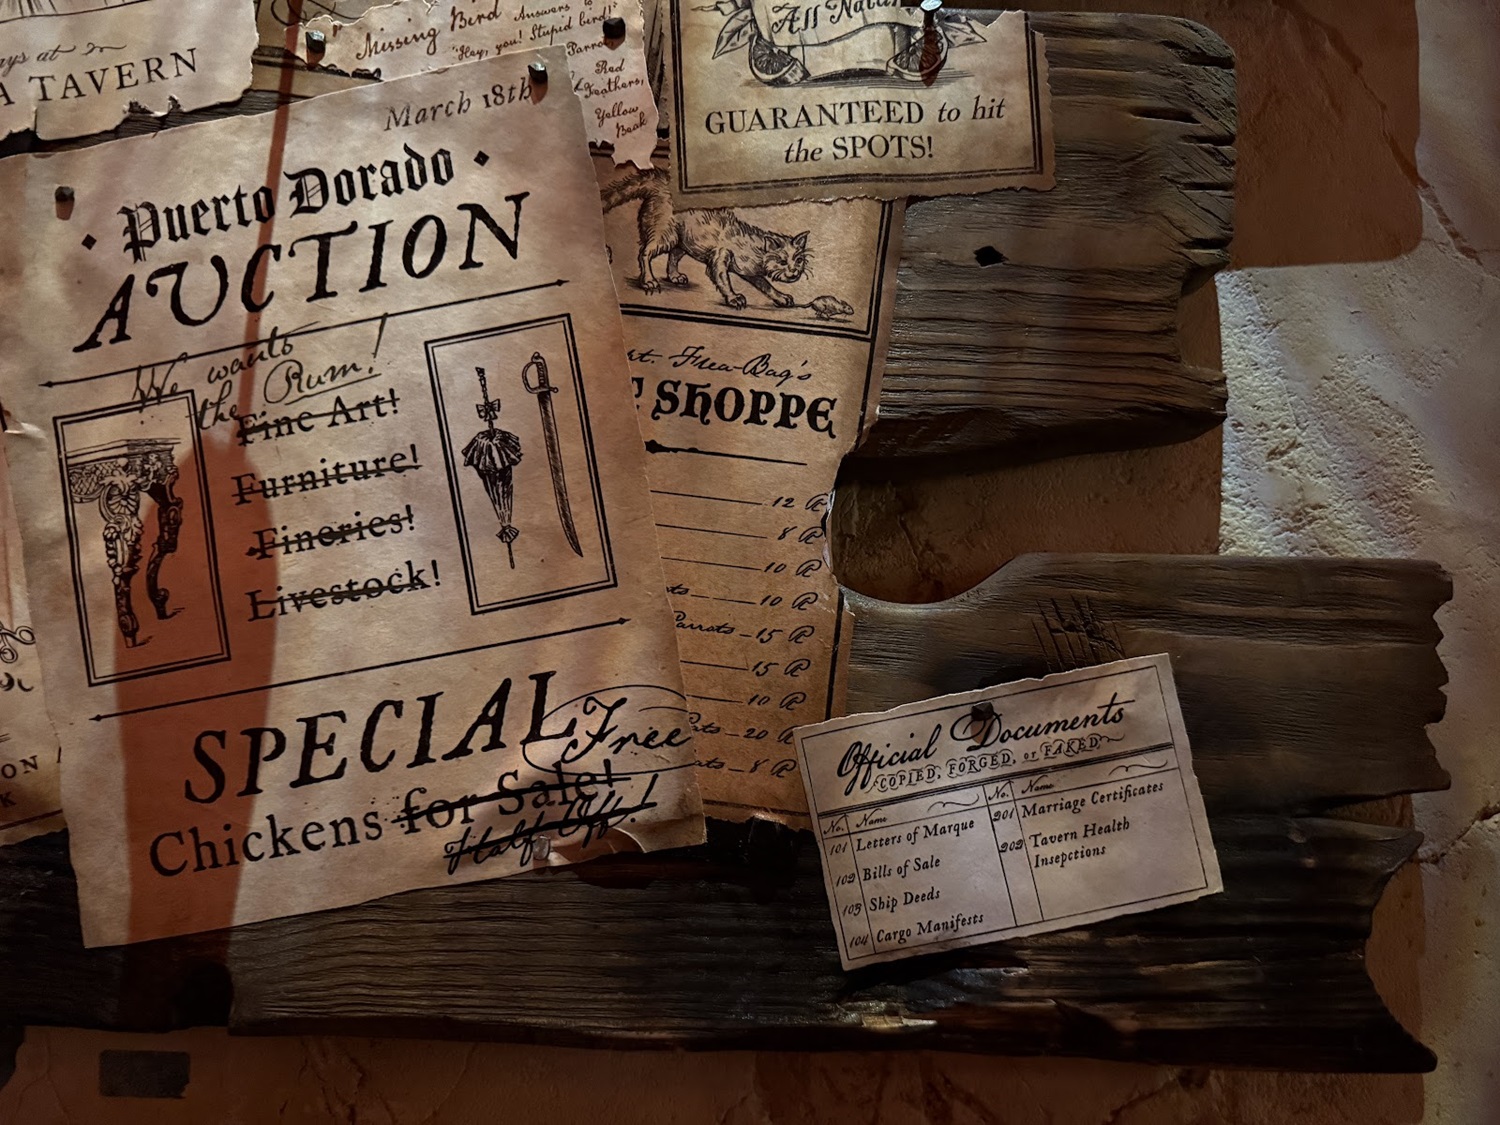 at
TAVERN
Missing Bird Answers to
"Hey, you! Stupid bird!"
Parrot,
Red
Feathers,
Yellow
Beak
All
GUARANTEED to hit
the SPOTS!
March 18th
Puerto Dorado
AUCTION
We wants
the Rum!
Fine Art!
Furniture!
Fineries!
Livestock!
SPECIAL
Free
Chickens for Sale!
Half Off!
Flea-Bag's
SHOPPE
12 P
8 P
10 P
10 P
Parrots 15 P
15 P
10 P
20 P
8 P
Official Documents
COPIED, FORGED, or FAKED
No. Name
101 Letters of Marque
102 Bills of Sale
103 Ship Deeds
104 Cargo Manifests
No. Name
201 Marriage Certificates
202 Tavern Health
Insepctions